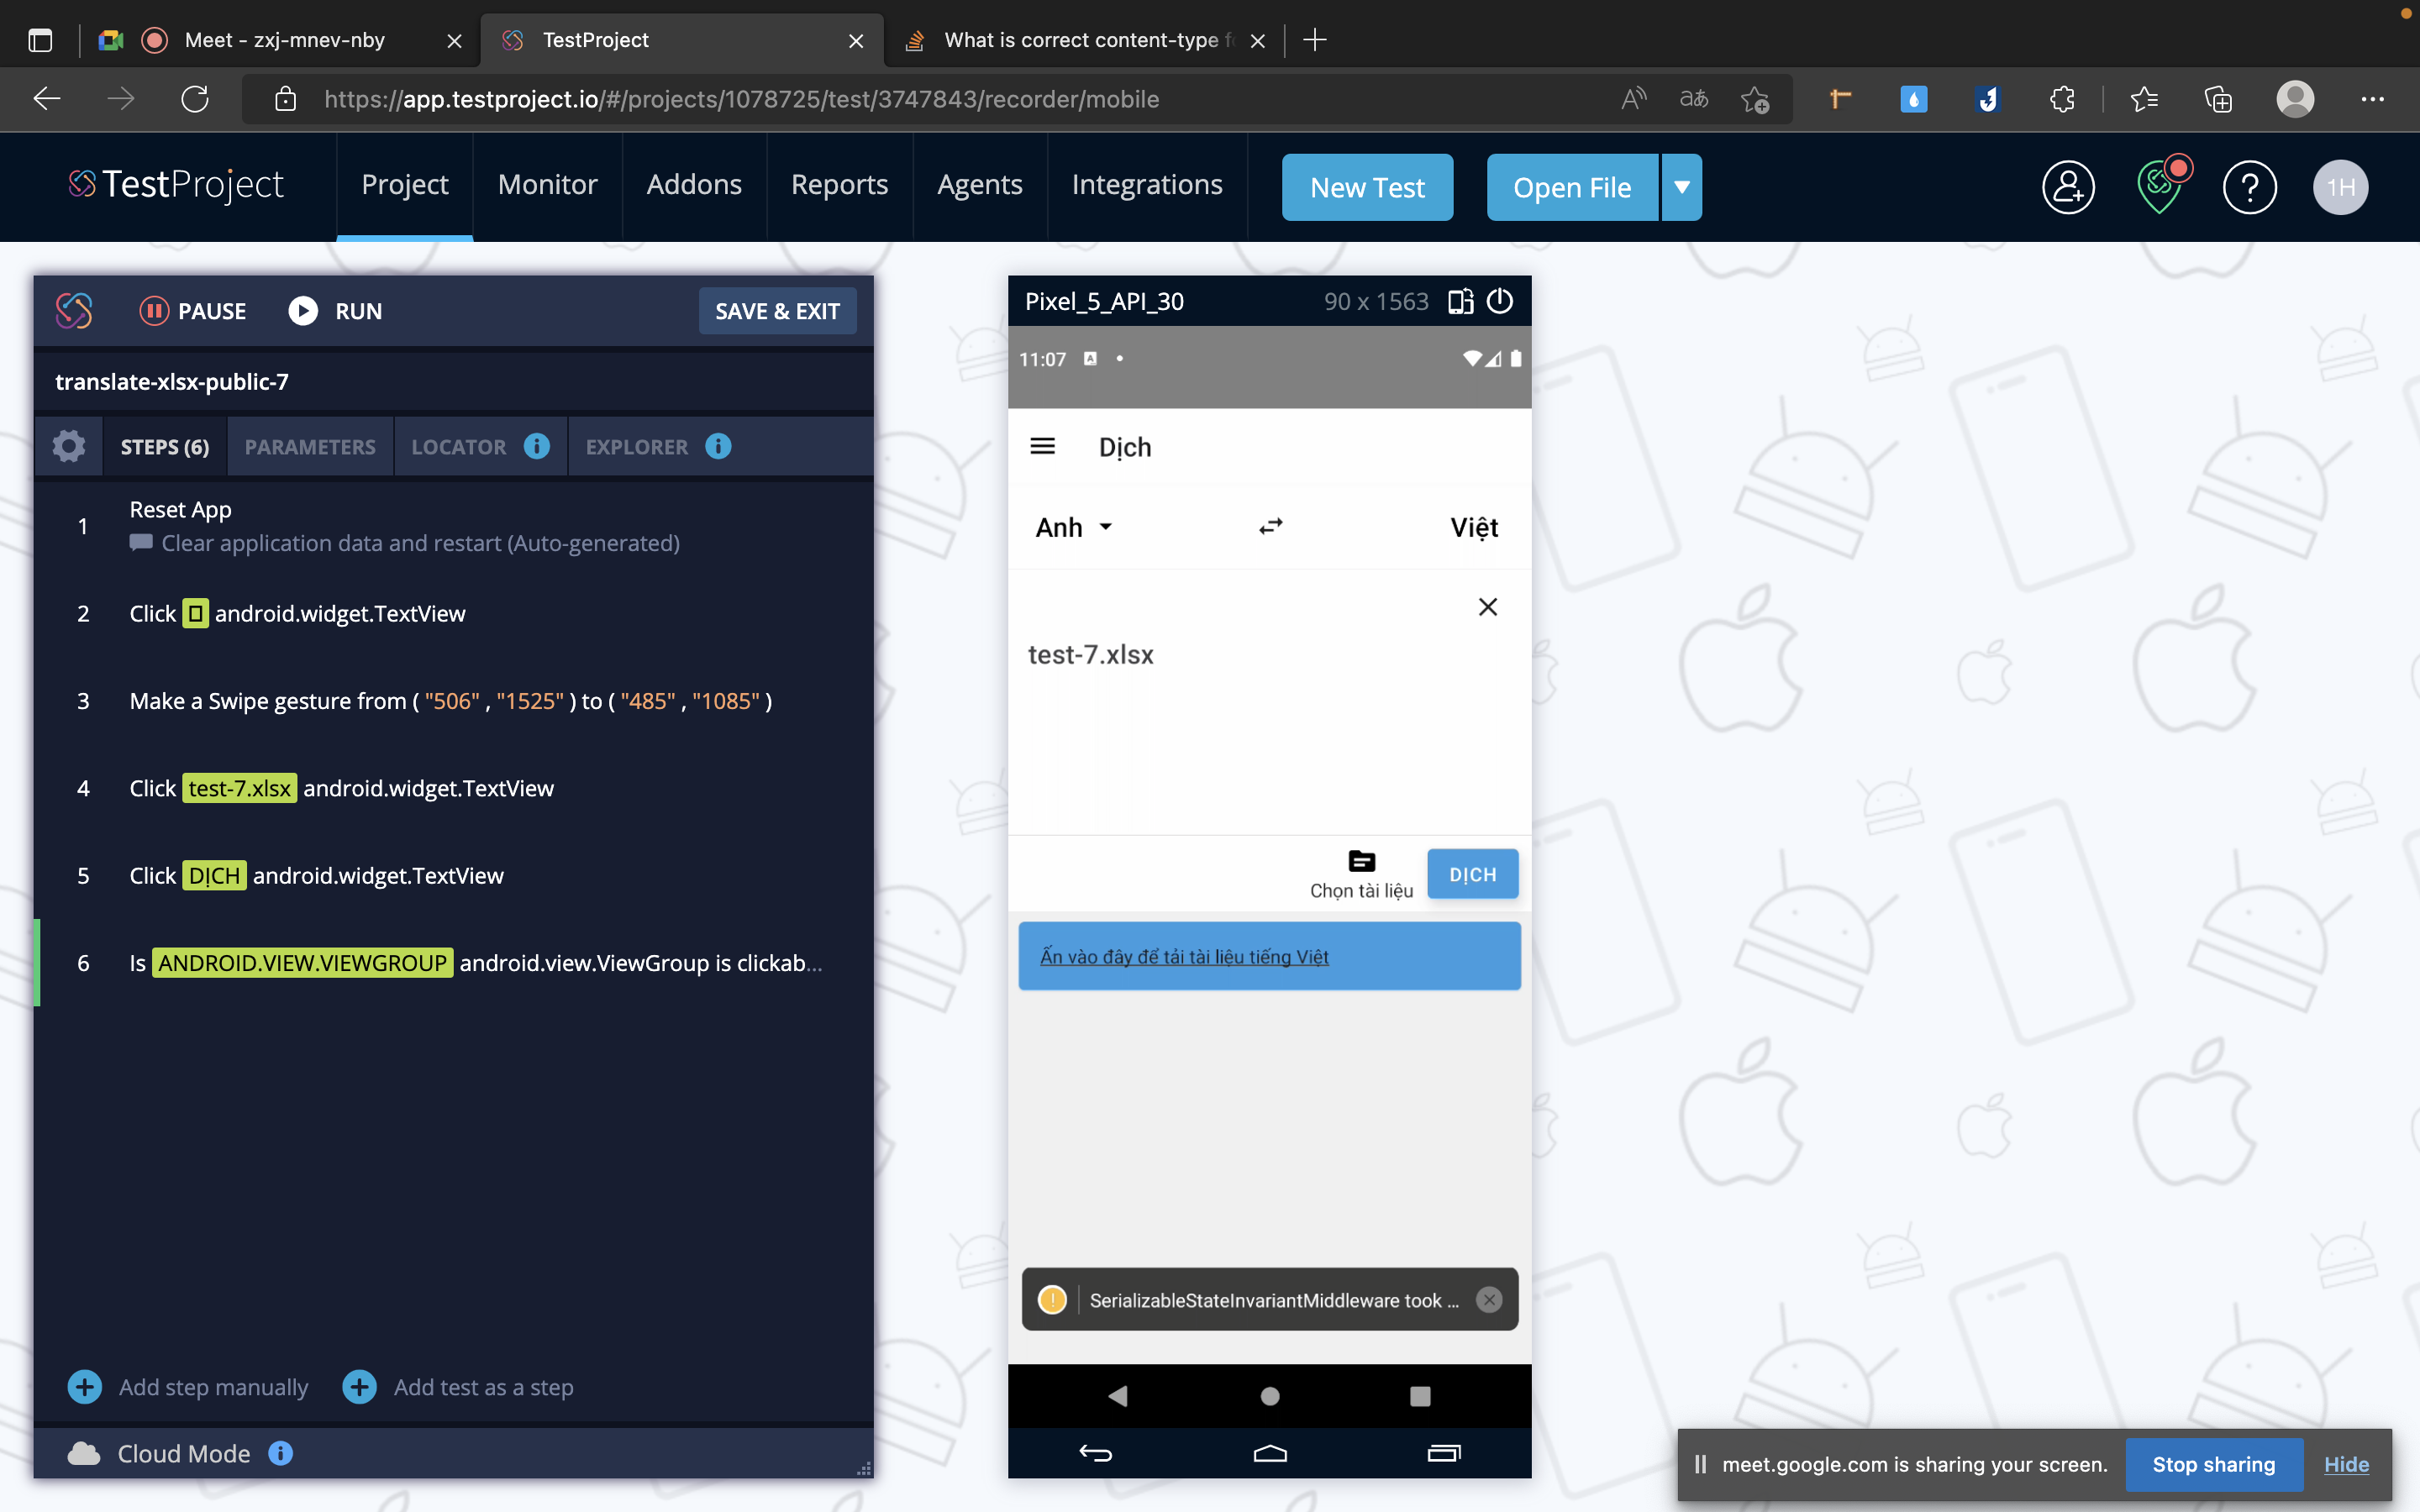 Meet - zxj-mnev-nby
TestProject
What is correct content-type f
https://app.testproject.io/#/projects/1078725/test/3747843/recorder/mobile
TestProject
Project
Monitor
Addons
Reports
Agents
Integrations
New Test
Open File
1H
PAUSE
RUN
SAVE & EXIT
translate-xlsx-public-7
STEPS (6)
PARAMETERS
LOCATOR
EXPLORER
1 Reset App
Clear application data and restart (Auto-generated)
2 Click android.widget.TextView
3 Make a Swipe gesture from ( "506" , "1525" ) to ( "485" , "1085" )
4 Click test-7.xlsx android.widget.TextView
5 Click DỊCH android.widget.TextView
6 Is ANDROID.VIEW.VIEWGROUP android.view.ViewGroup is clickab...
Add step manually
Add test as a step
Cloud Mode
Pixel_5_API_30
90 x 1563
11:07
Dịch
Anh
Việt
test-7.xlsx
Chọn tài liệu
DỊCH
Ấn vào đây để tải tài liệu tiếng Việt
SerializableStateInvariantMiddleware took ...
meet.google.com is sharing your screen.
Stop sharing
Hide